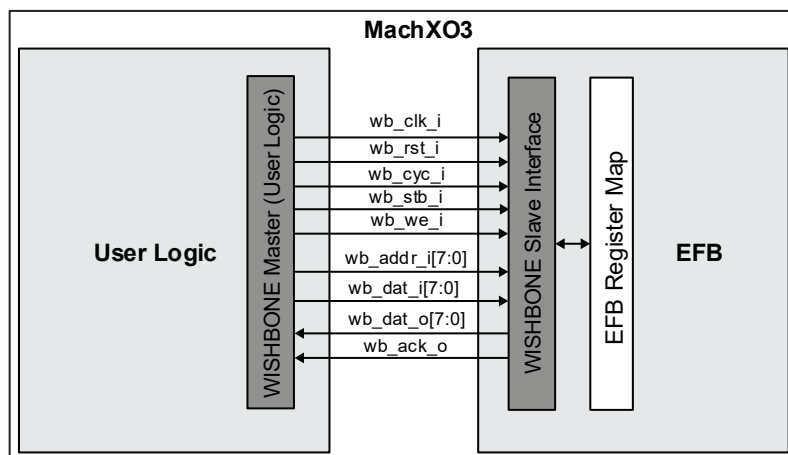 MachXO3
User Logic
WISHBONE Master (User Logic)
wb_clk_i
wb_rst_i
wb_cyc_i
wb_stb_i
wb_we_i
wb_addr_i[7:0]
wb_dat_i[7:0]
wb_dat_o[7:0]
wb_ack_o
WISHBONE Slave Interface
EFB Register Map
EFB